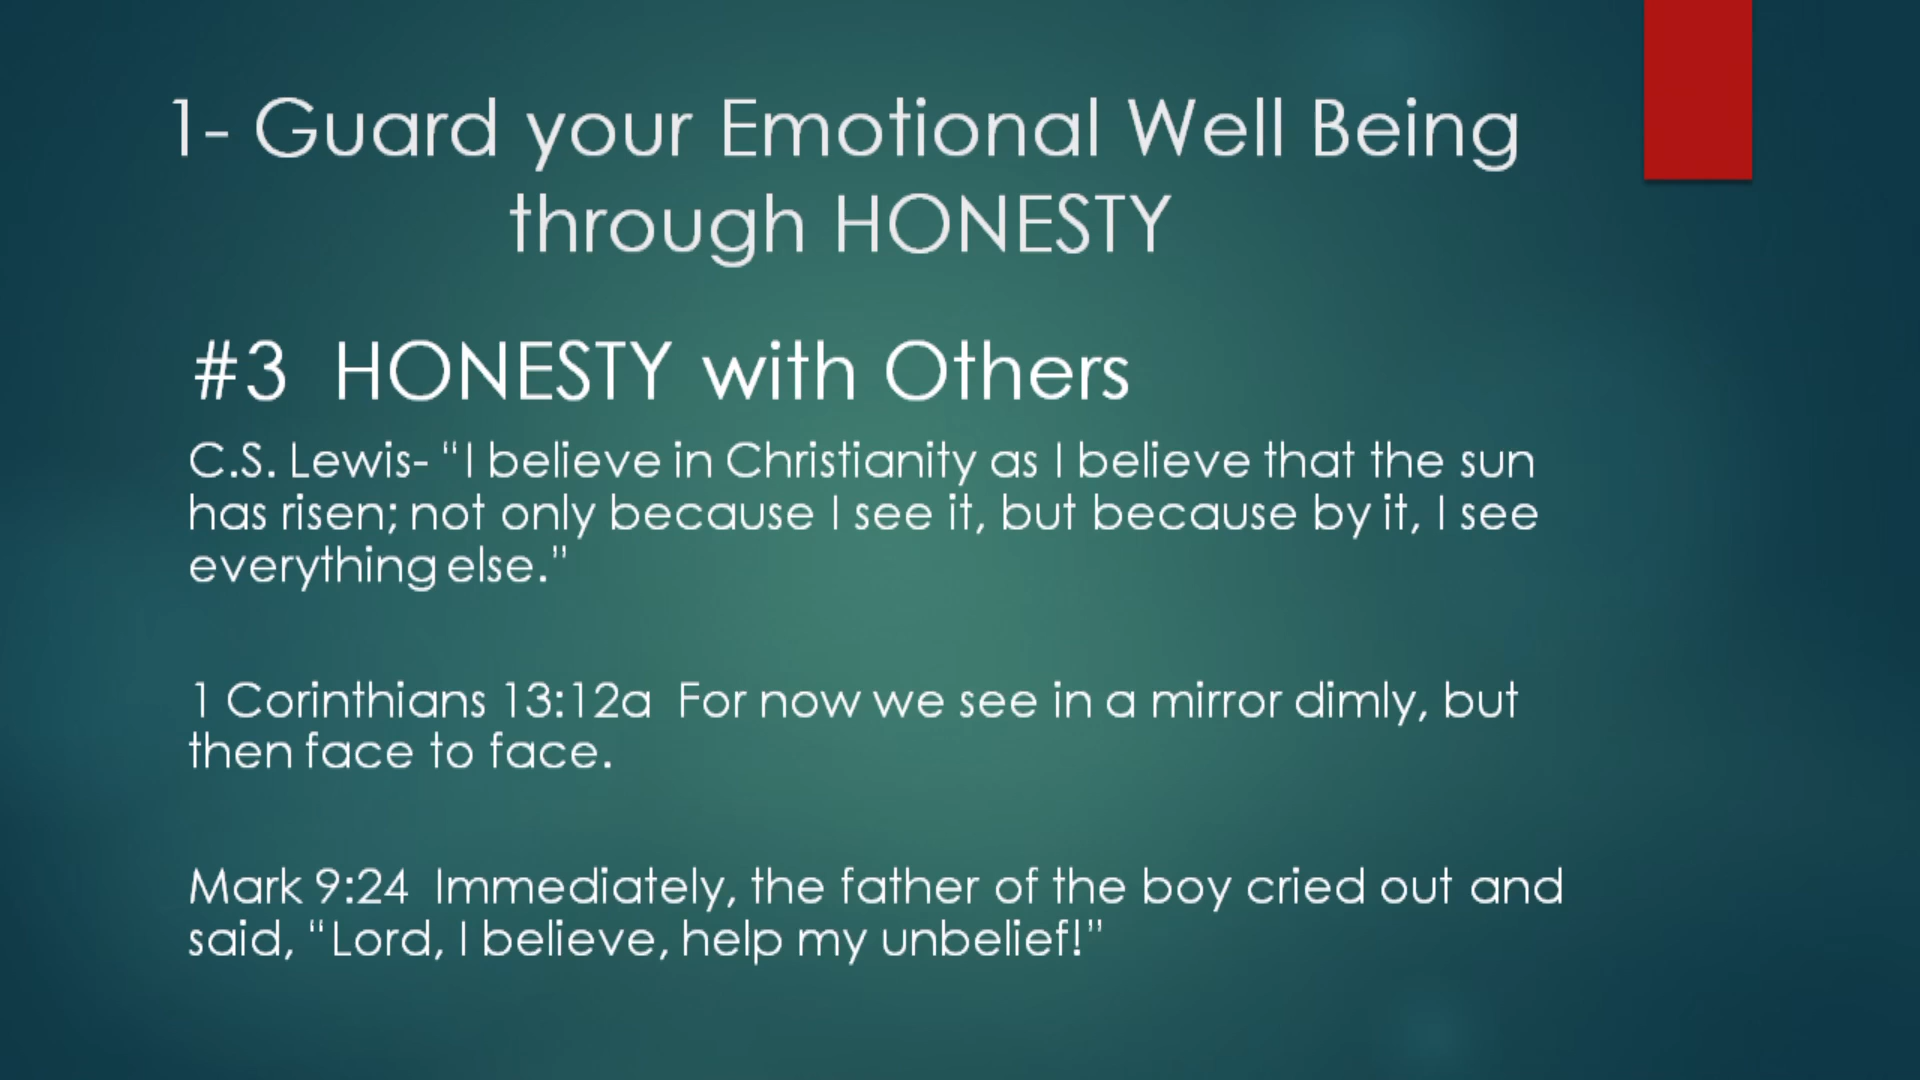 1- Guard your Emotional Well Being
through HONESTY
#3 HONESTY with Others
C.S. Lewis- “I believe in Christianity as I believe that the sun
has risen; not only because I see it, but because by it, I see
everything else.”
1 Corinthians 13:12a For now we see in a mirror dimly, but
then face to face.
Mark 9:24 Immediately, the father of the boy cried out and
said, “Lord, I believe, help my unbelief!”